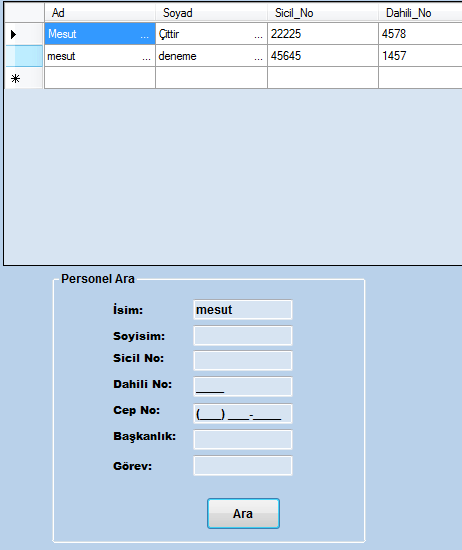 Ad Soyad Sicil_No Dahili_No
Mesut ... Çittir ... 22225 4578
mesut ... deneme ... 45645 1457
Personel Ara
İsim: mesut
Soyisim:
Sicil No:
Dahili No: ____
Cep No: (___) ___-____
Başkanlık:
Görev:
Ara